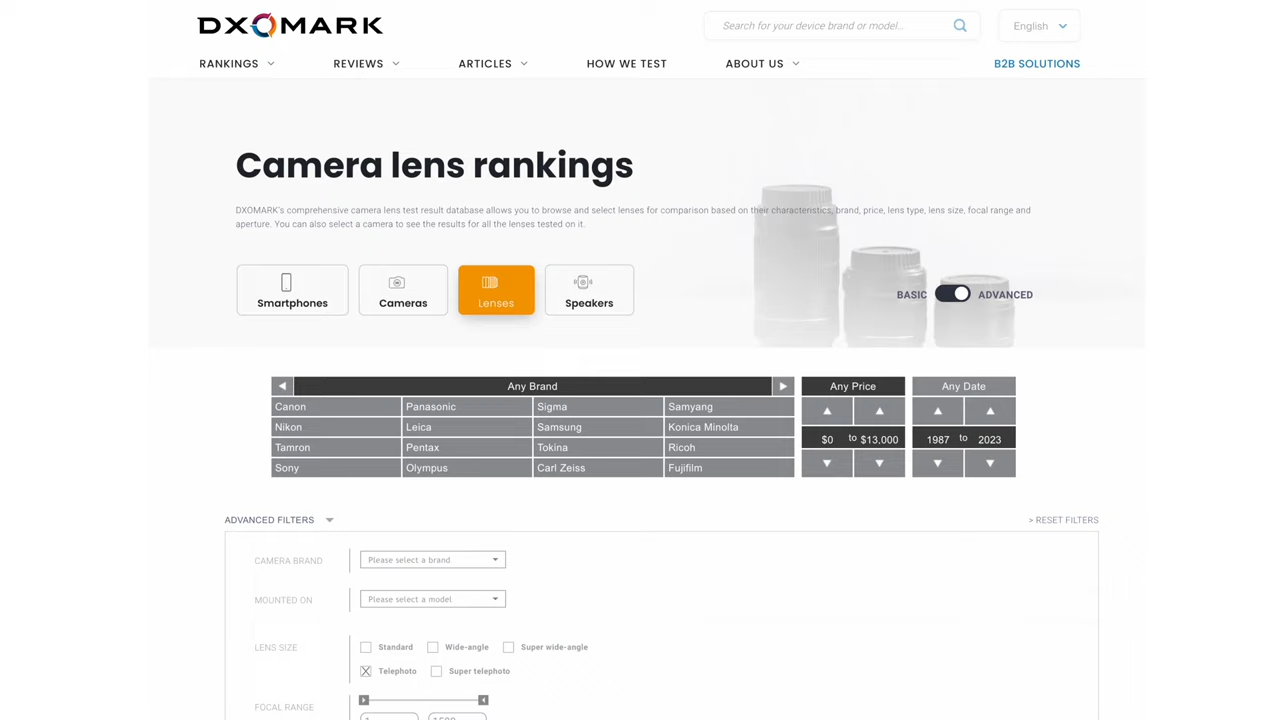 DXOMARK
Search for your device brand or model...
English
RANKINGS
REVIEWS
ARTICLES
HOW WE TEST
ABOUT US
B2B SOLUTIONS
Camera lens rankings
DXOMARK's comprehensive camera lens test result database allows you to browse and select lenses for comparison based on their characteristics, brand, price, lens type, lens size, focal range and
aperture. You can also select a camera to see the results for all the lenses tested on it.
Smartphones
Cameras
Lenses
Speakers
BASIC
ADVANCED
Any Brand
Any Price
Any Date
Canon Panasonic Sigma Samyang
Nikon Leica Samsung Konica Minolta
Tamron Pentax Tokina Ricoh
Sony Olympus Carl Zeiss Fujifilm
$0 to $13,000
1987 to 2023
ADVANCED FILTERS
> RESET FILTERS
CAMERA BRAND
Please select a brand
MOUNTED ON
Please select a model
LENS SIZE
Standard Wide-angle Super wide-angle
Telephoto Super telephoto
FOCAL RANGE